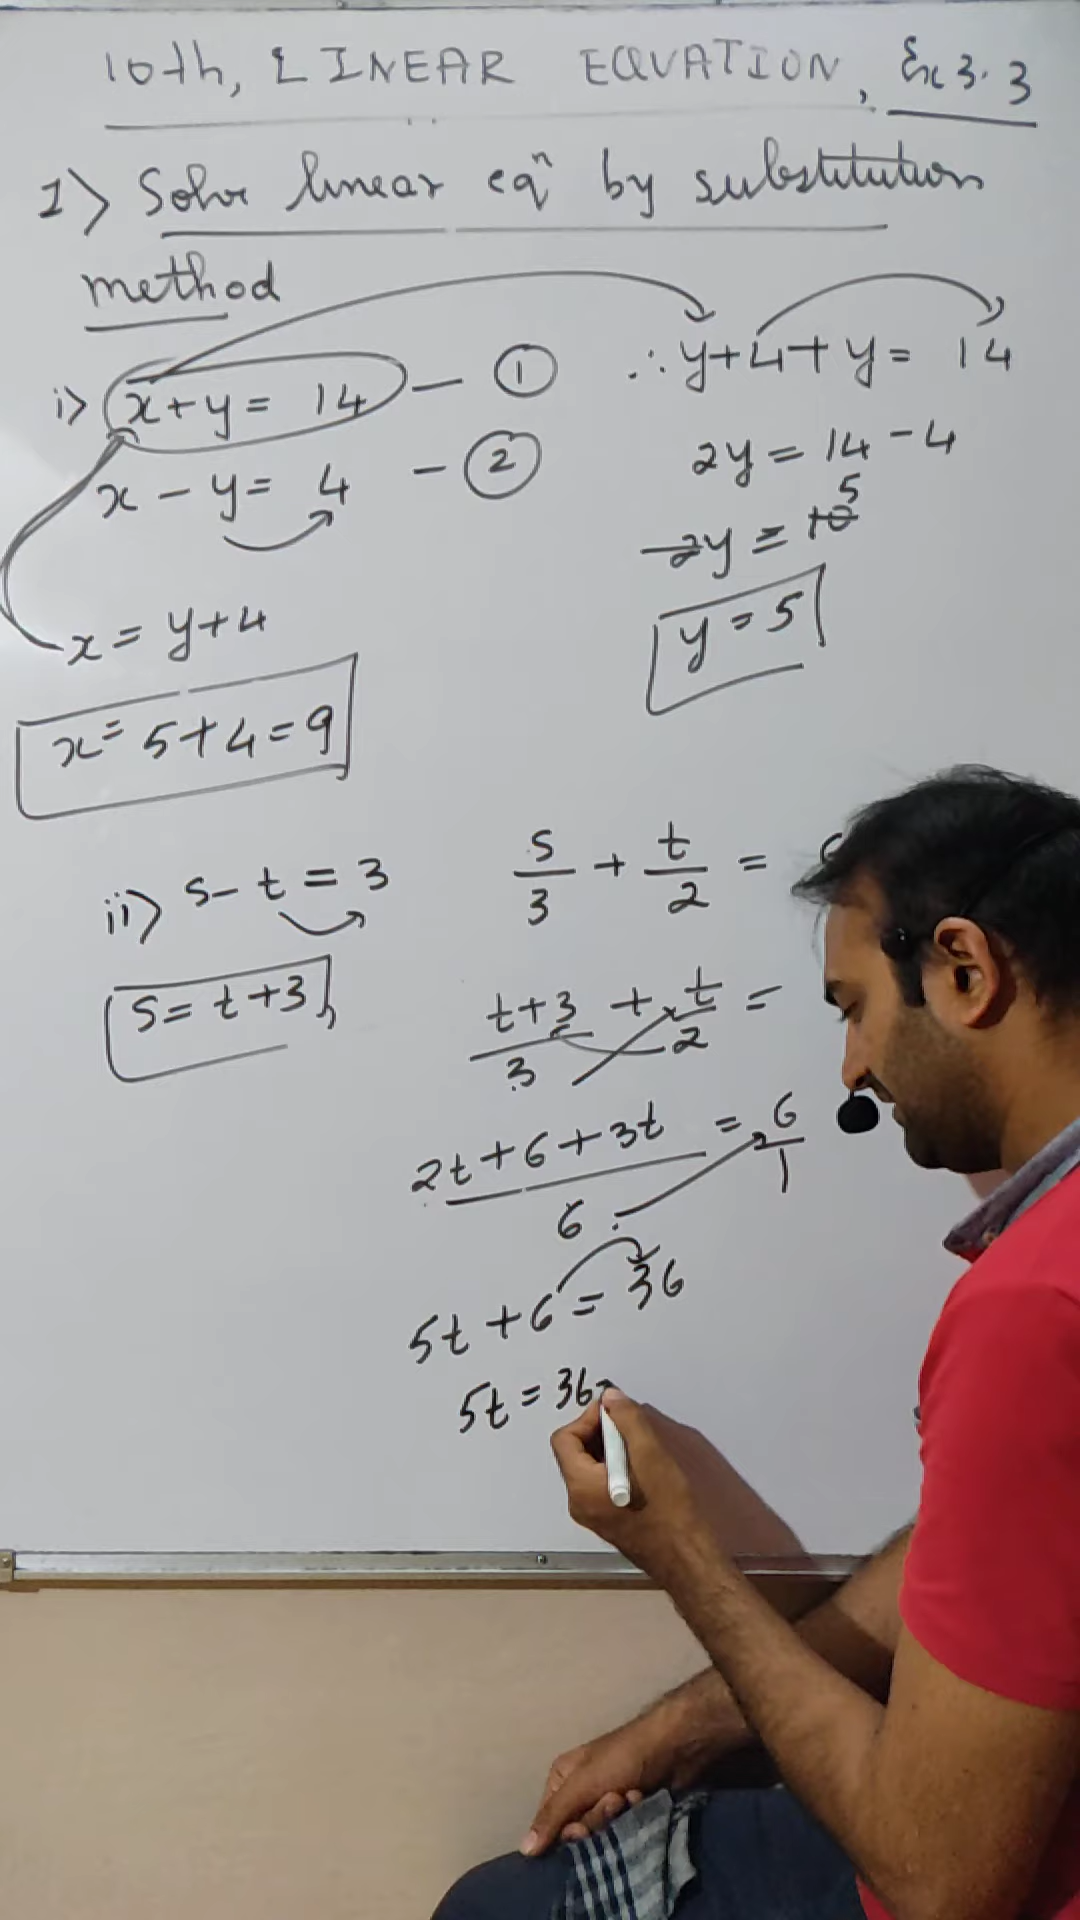 10th, LINEAR EQUATION, Ex 3.3
1> Solve linear eqⁿ by substitution
method
i> x+y = 14 — ①
x − y = 4 − ②
x = y+4
x = 5+4 = 9
∴ y+4+y = 14
2y = 14 − 4
5
2y = 10
y = 5
ii> s − t = 3
s = t+3,
s/3 + t/2 =
t+3/3 + t/2 =
2t+6+3t/6 = 6/1
5t+6 = 36
5t = 36-